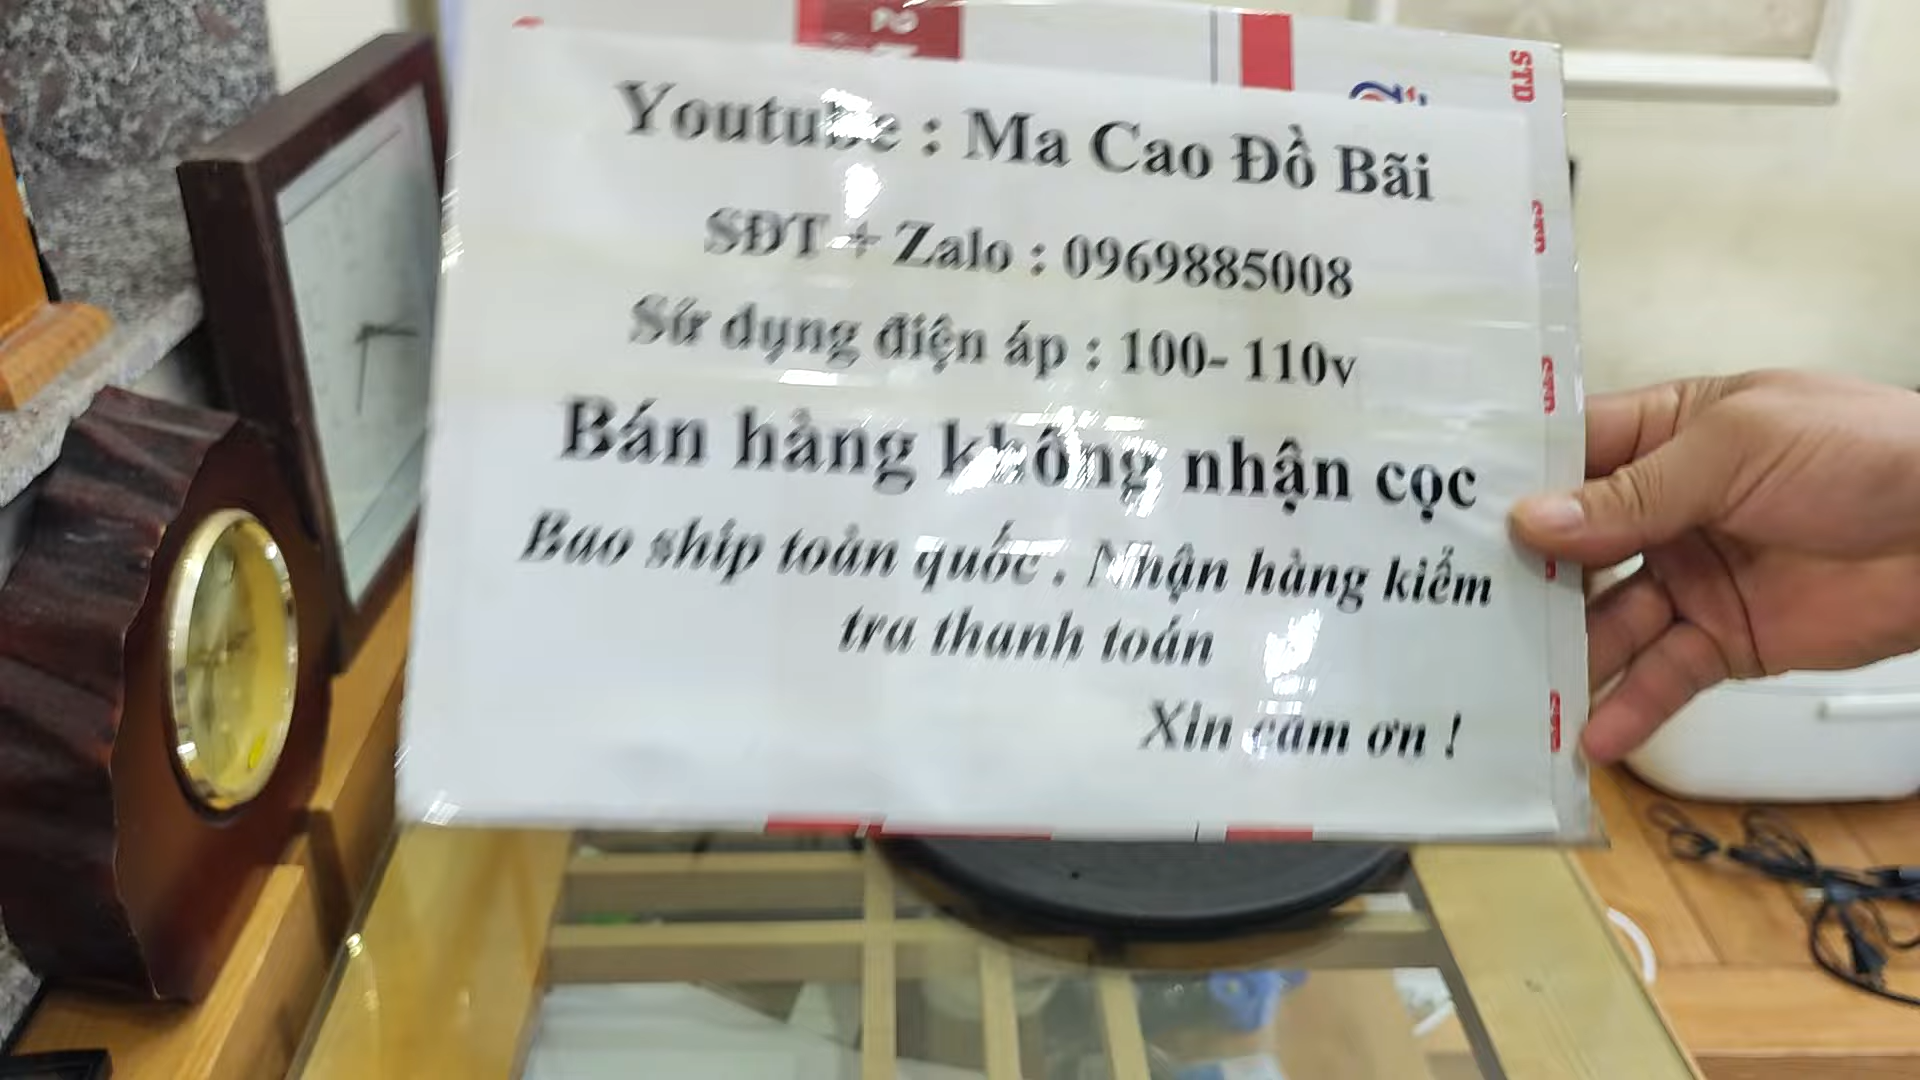 Youtube : Ma Cao Đồ Bãi
SĐT + Zalo : 0969885008
Sử dụng điện áp : 100- 110v
Bán hàng không nhận cọc
Bao ship toàn quốc . Nhận hàng kiểm
tra thanh toán
Xin cảm ơn !
STD